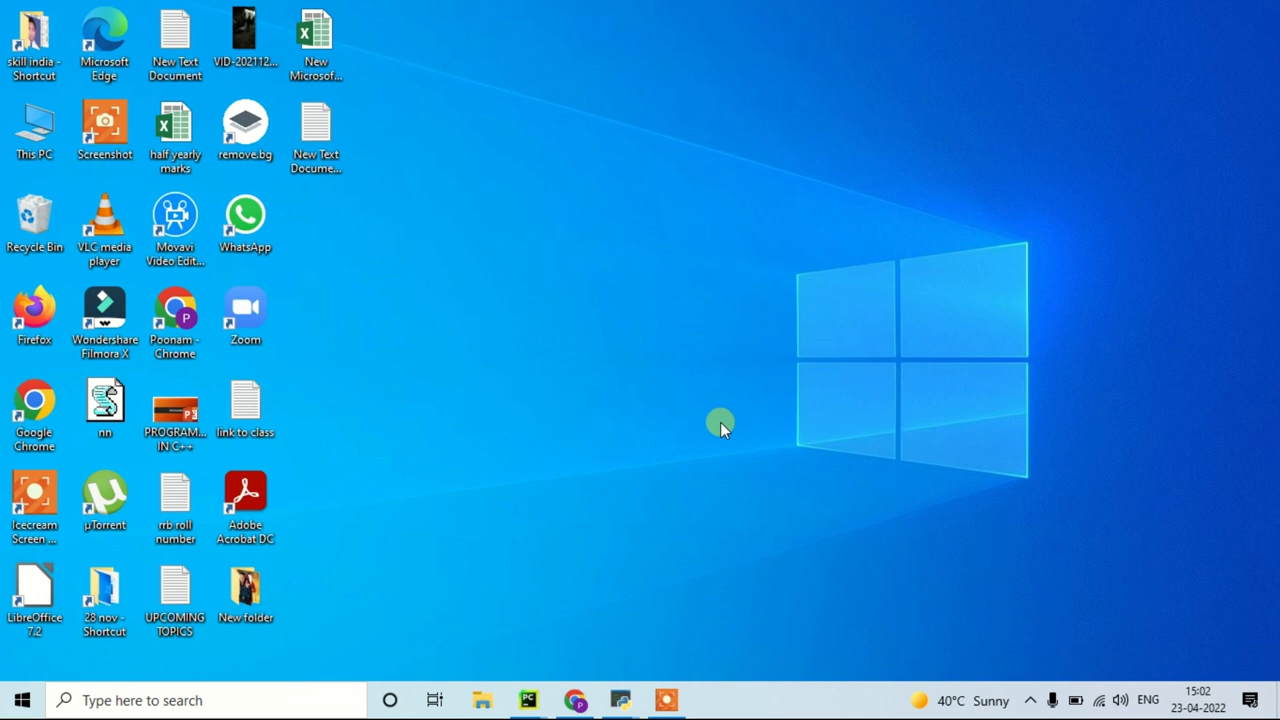 skill india -
Shortcut
Microsoft
Edge
New Text
Document
VID-202112...
New
Microsof...
This PC
Screenshot
half yearly
marks
remove.bg
New Text
Docume...
Recycle Bin
VLC media
player
Movavi
Video Edit...
WhatsApp
Firefox
Wondershare
Filmora X
Poonam -
Chrome
Zoom
Google
Chrome
nn
PROGRAM...
IN C++
link to class
Icecream
Screen ...
µTorrent
rrb roll
number
Adobe
Acrobat DC
LibreOffice
7.2
28 nov -
Shortcut
UPCOMING
TOPICS
New folder
Type here to search
40°C Sunny
ENG
15:02
23-04-2022